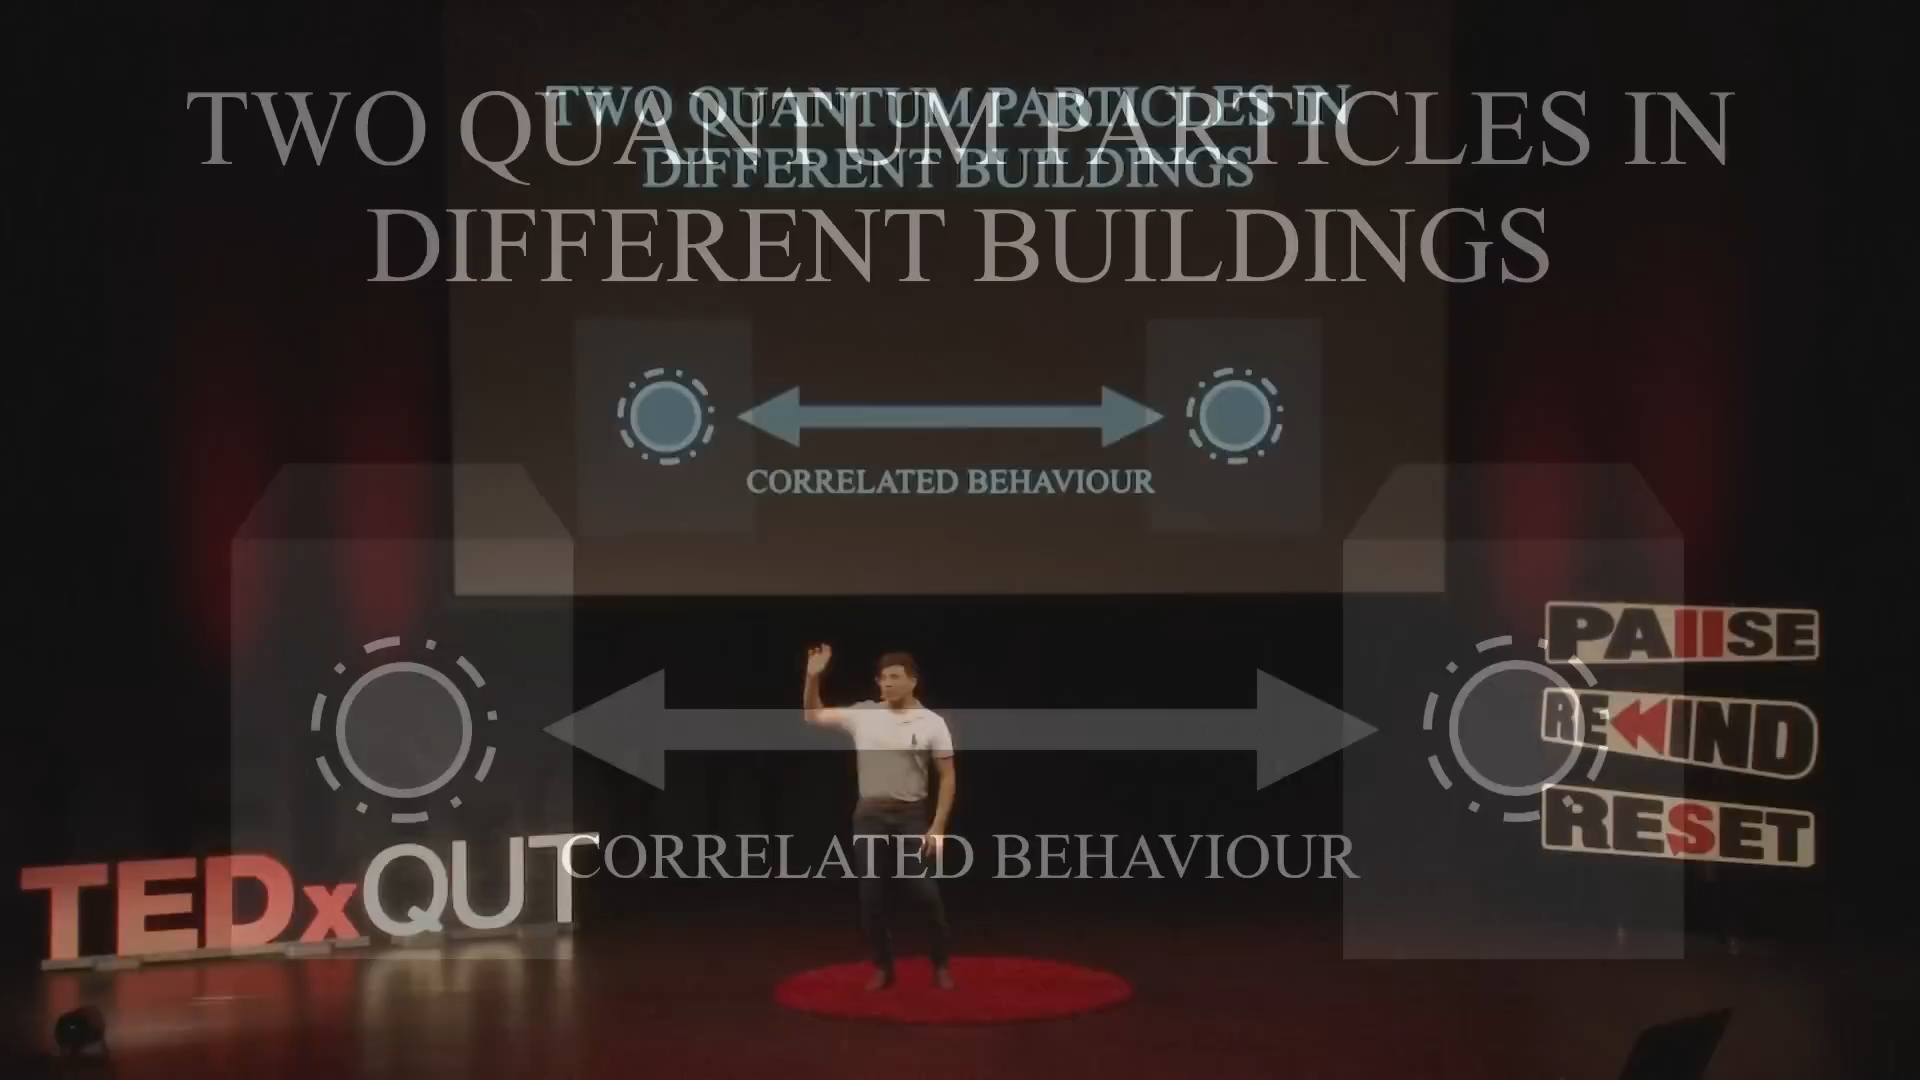 TWO QUANTUM PARTICLES IN
DIFFERENT BUILDINGS
TWO QUANTUM PARTICLES IN
DIFFERENT BUILDINGS
CORRELATED BEHAVIOUR
CORRELATED BEHAVIOUR
TEDxQUT
PAUSE
REWIND
RESET